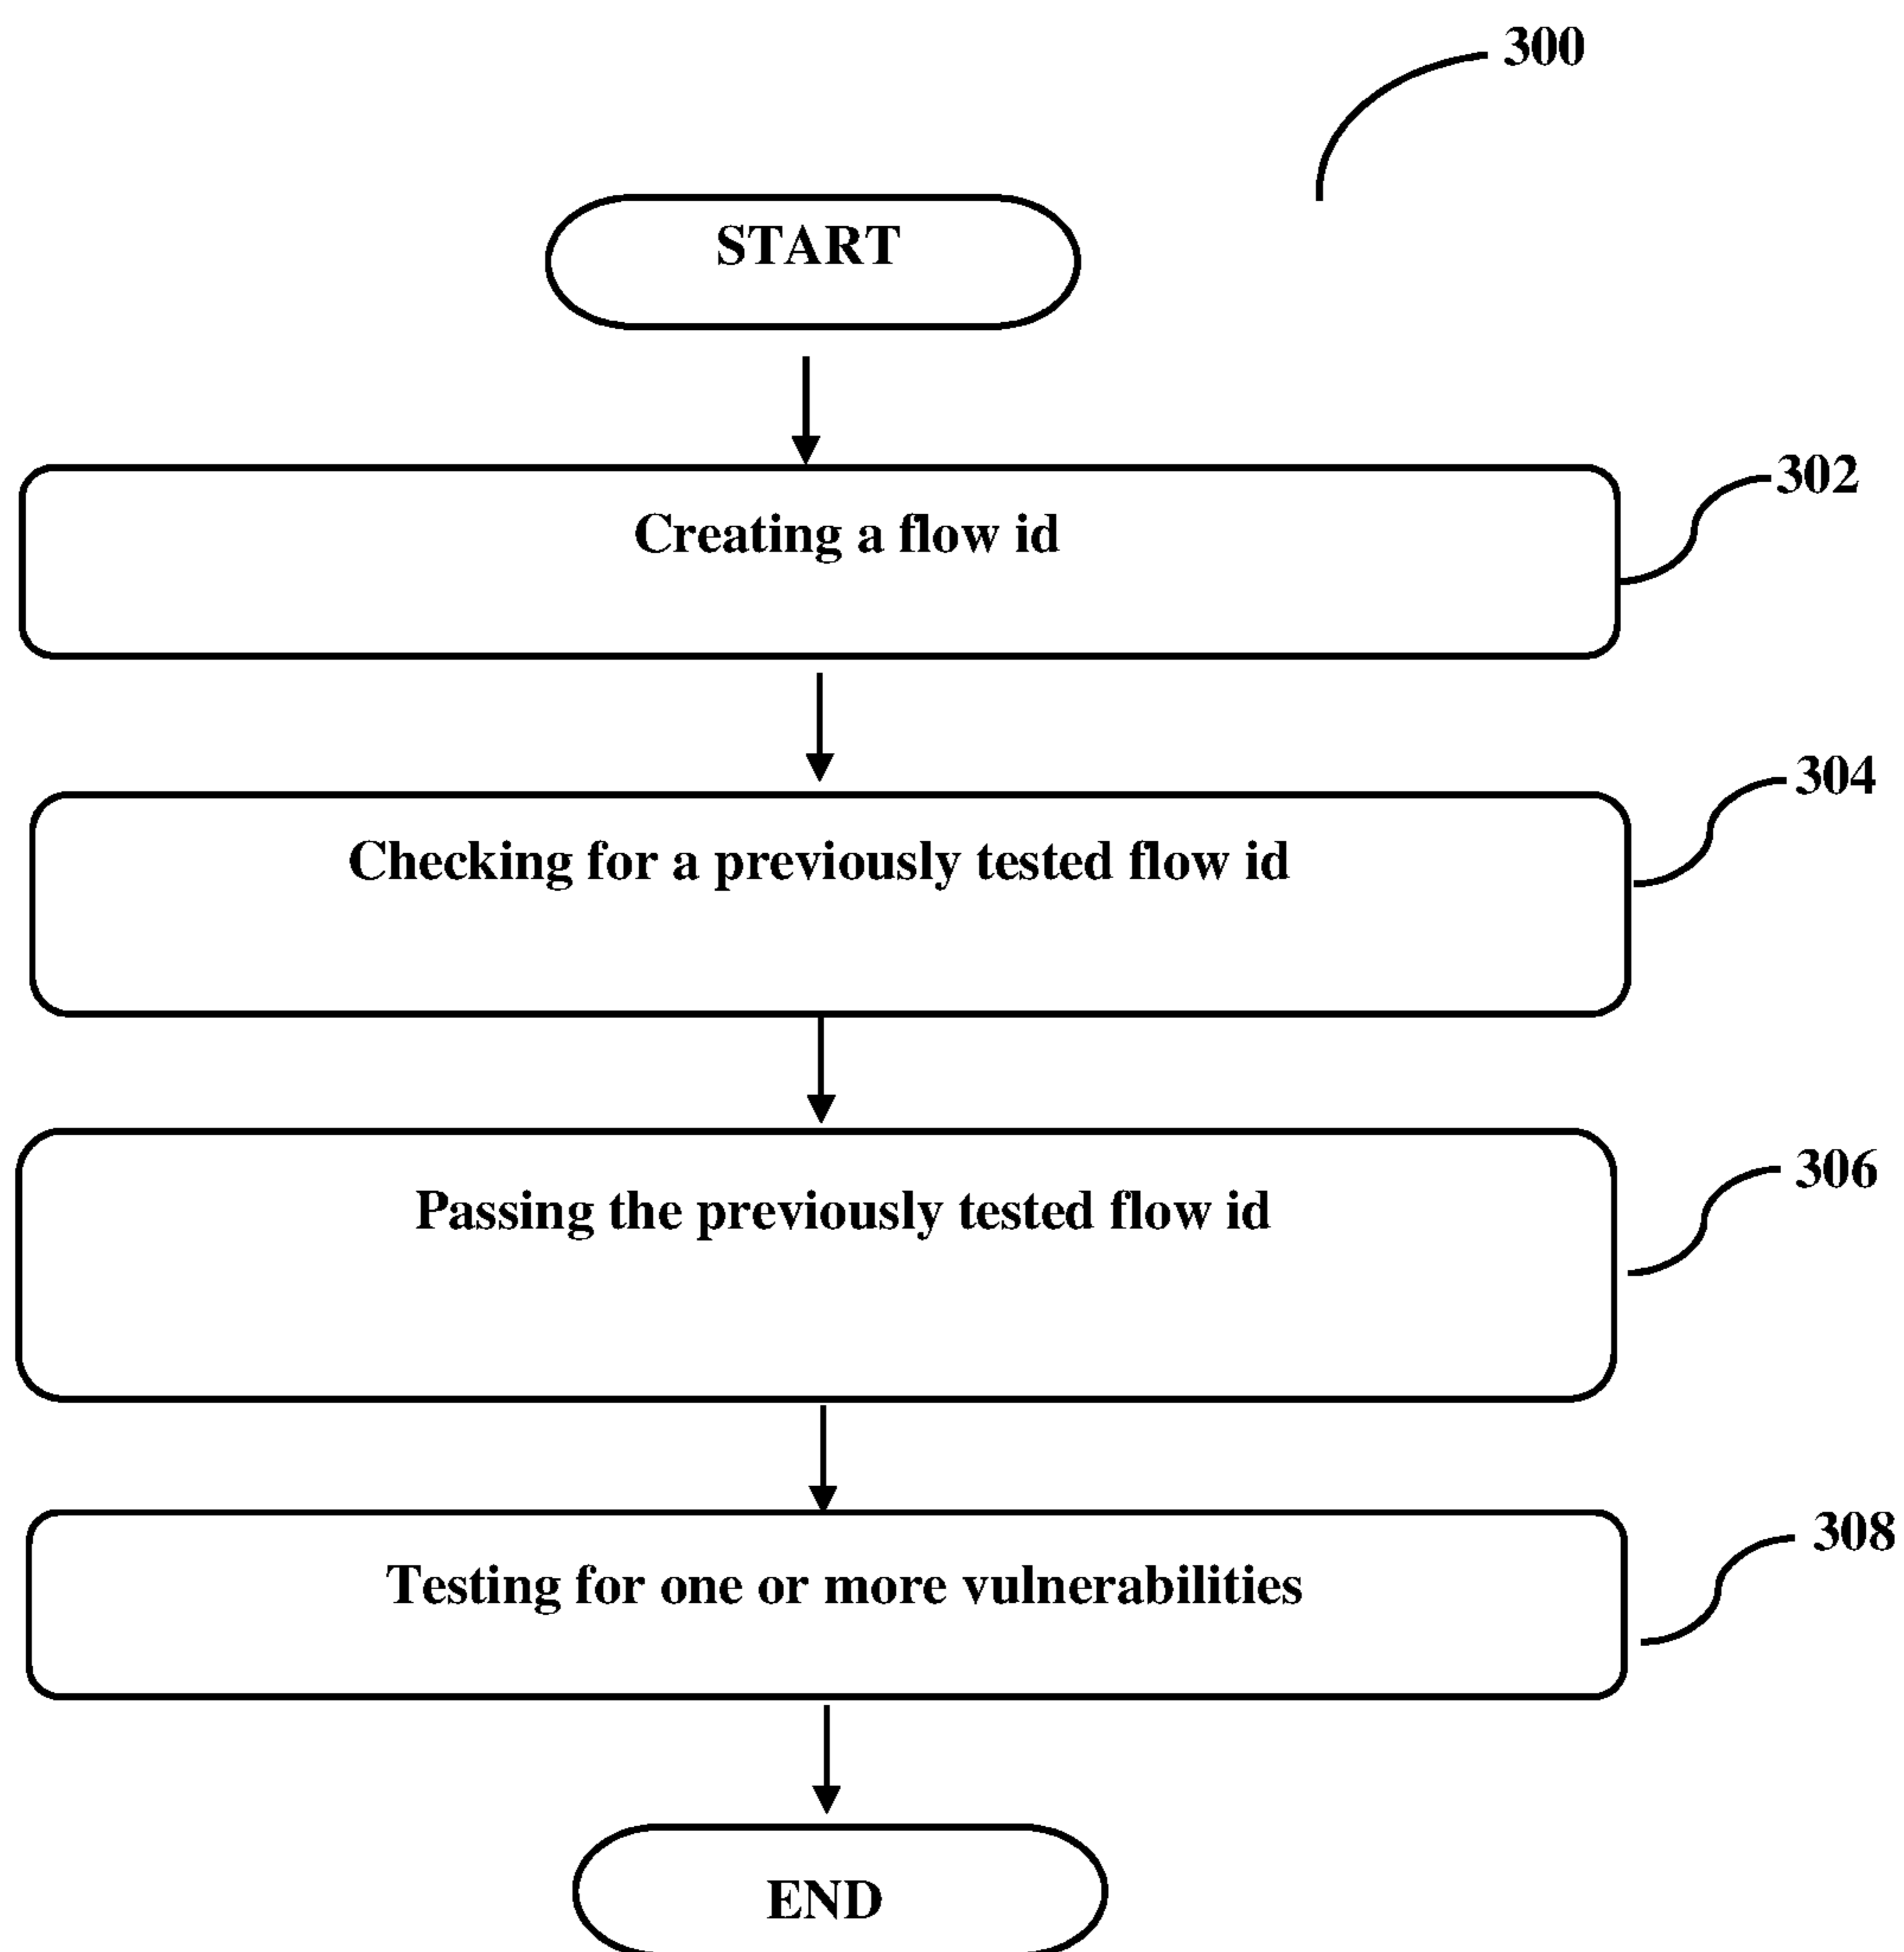 300
START
302
Creating a flow id
304
Checking for a previously tested flow id
306
Passing the previously tested flow id
308
Testing for one or more vulnerabilities
END